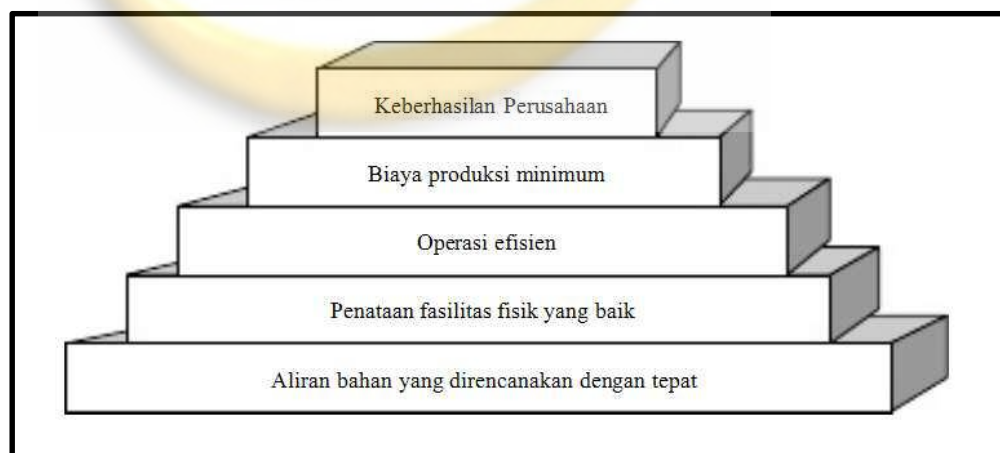 Keberhasilan Perusahaan
Biaya produksi minimum
Operasi efisien
Penataan fasilitas fisik yang baik
Aliran bahan yang direncanakan dengan tepat